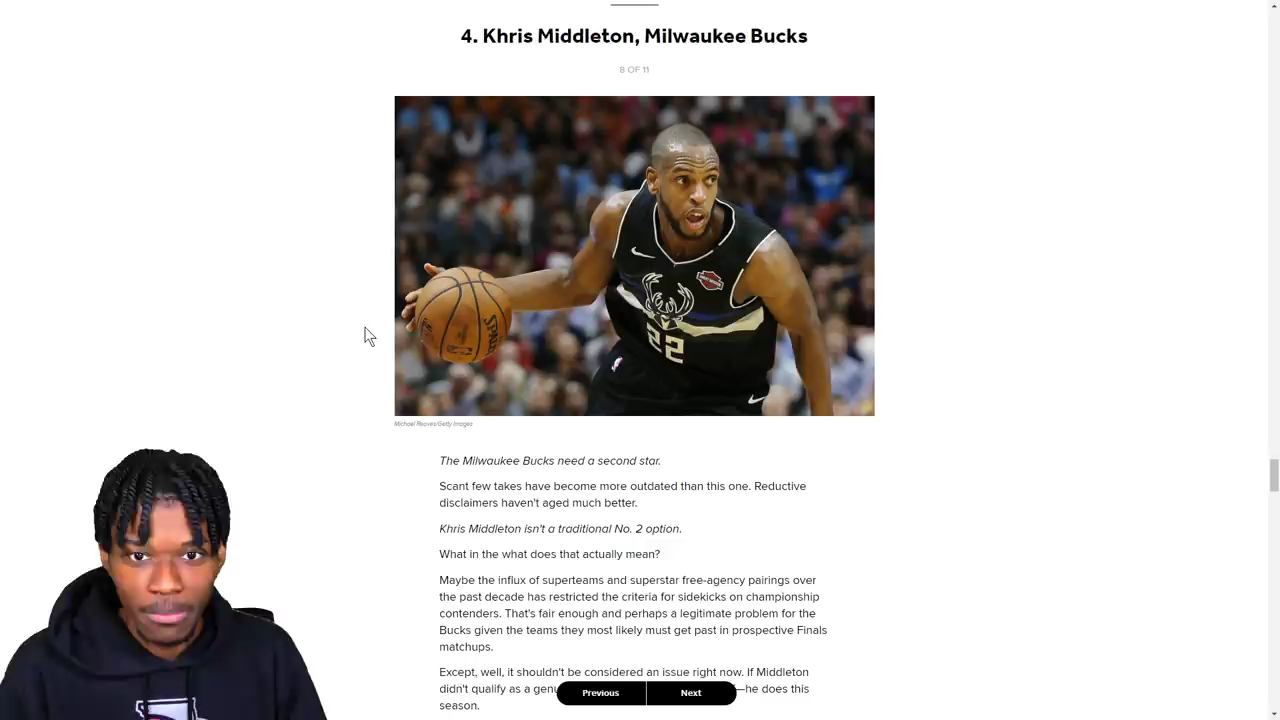 4. Khris Middleton, Milwaukee Bucks
8 OF 11
SPALDING
22
Michael Reaves/Getty Images
The Milwaukee Bucks need a second star.
Scant few takes have become more outdated than this one. Reductive
disclaimers haven't aged much better.
Khris Middleton isn't a traditional No. 2 option.
What in the what does that actually mean?
Maybe the influx of superteams and superstar free-agency pairings over
the past decade has restricted the criteria for sidekicks on championship
contenders. That's fair enough and perhaps a legitimate problem for the
Bucks given the teams they most likely must get past in prospective Finals
matchups.
Except, well, it shouldn't be considered an issue right now. If Middleton
didn't qualify as a —he does this
season.
Previous Next